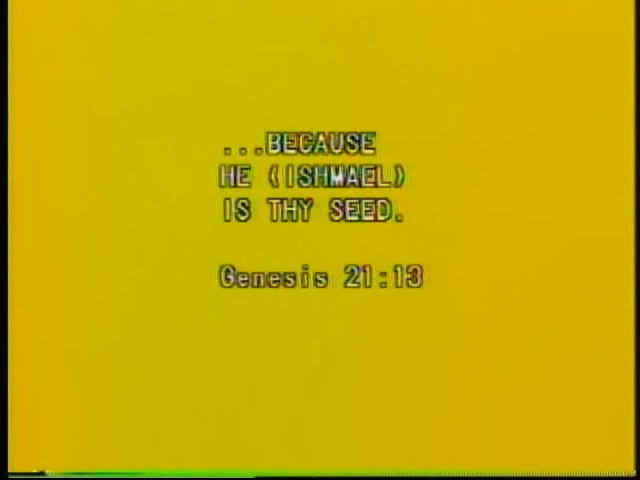 ...BECAUSE
HE (ISHMAEL)
IS THY SEED.
Genesis 21:13